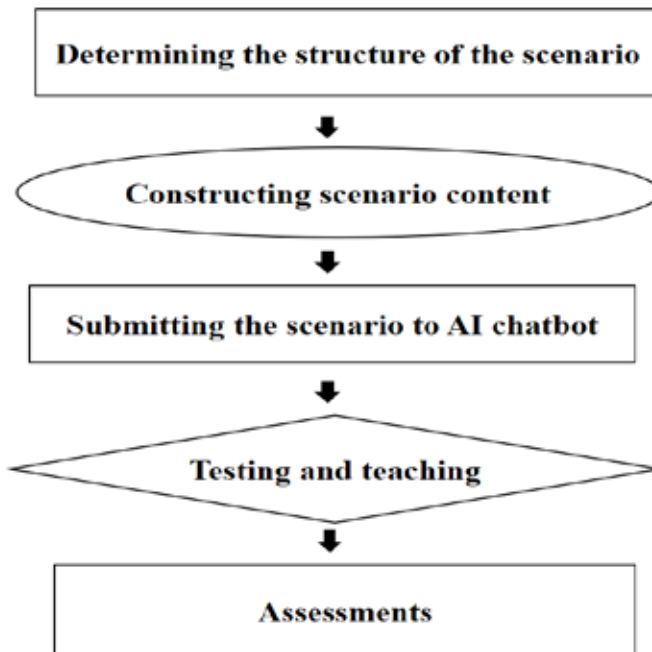 Determining the structure of the scenario
Constructing scenario content
Submitting the scenario to AI chatbot
Testing and teaching
Assessments